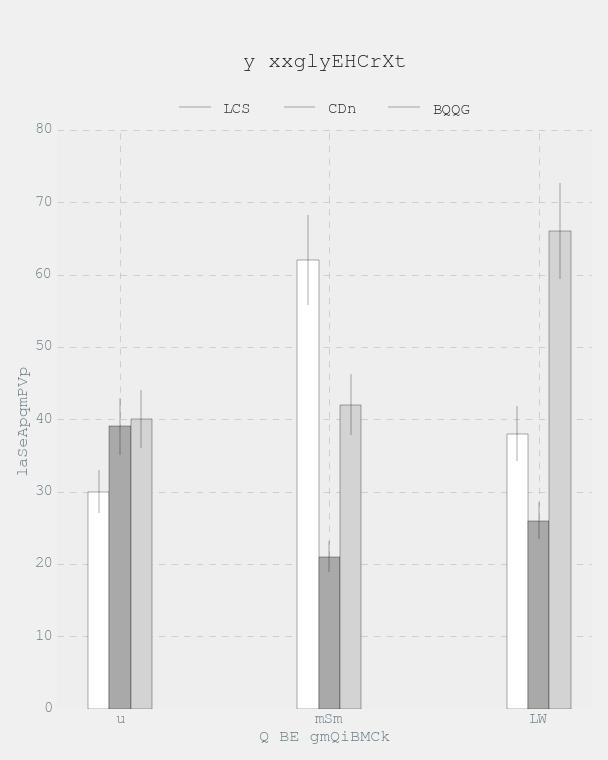 y xxglyEHCrXt
LCS CDn BQQG
80
70
60
50
40
30
20
10
0
laSeApqmPVp
u mSm LW
Q BE gmQiBMCk